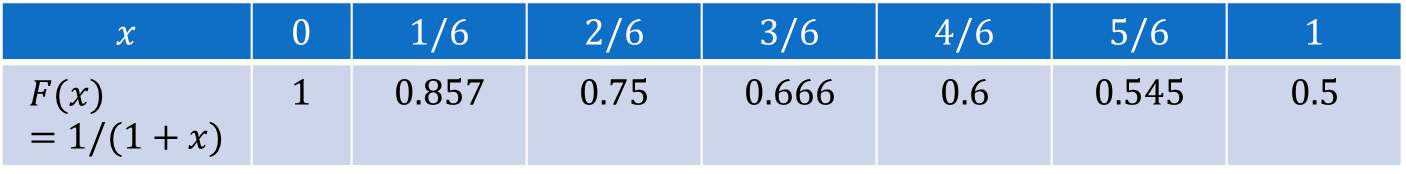 x 0 1/6 2/6 3/6 4/6 5/6 1
F(x) 1 0.857 0.75 0.666 0.6 0.545 0.5
= 1/(1 + x)